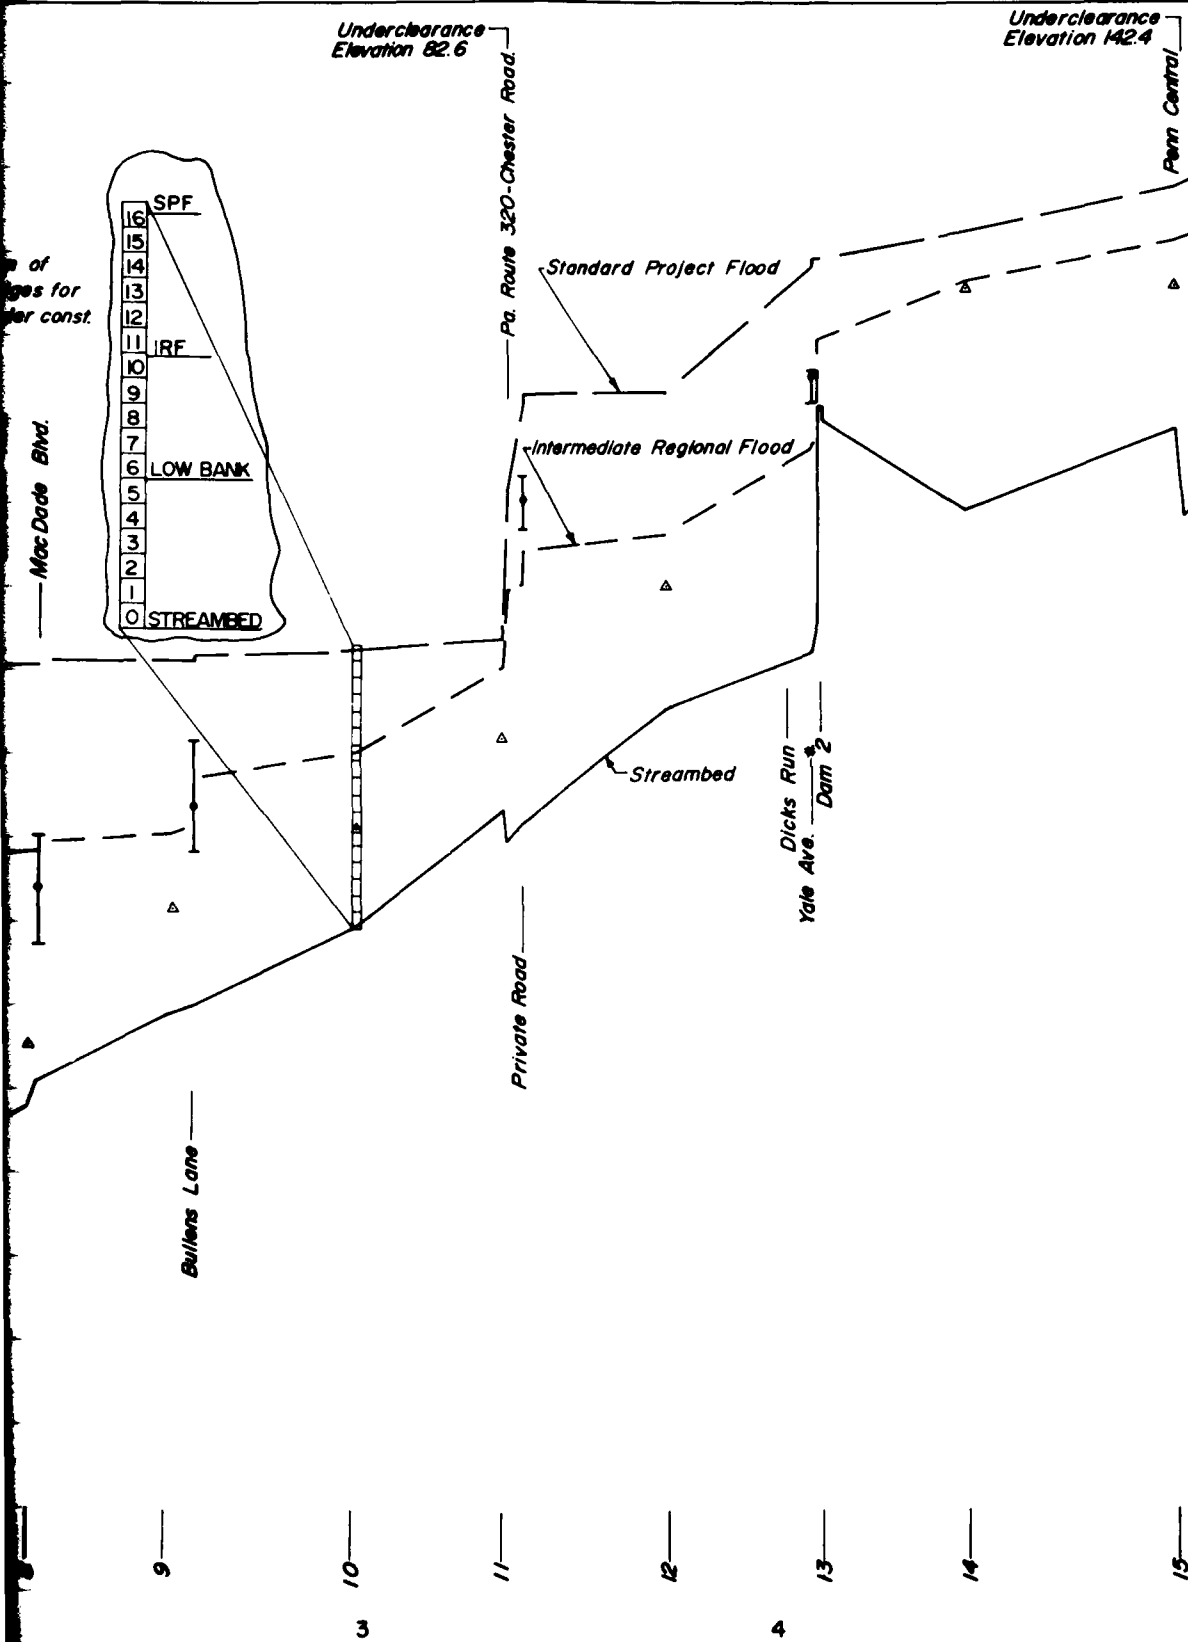 Underclearance
Elevation 82.6
Underclearance
Elevation 142.4
Pa. Route 320-Chester Road.
Penn Central
of
for
const.
MacDade Blvd.
16 SPF
15
14
13
12
11 IRF
10
9
8
7
6 LOW BANK
5
4
3
2
1
0 STREAMBED
Standard Project Flood
Intermediate Regional Flood
Streambed
Dicks Run
Yale Ave.
Dam #2
Private Road
Bullens Lane
9
10
11
12
13
14
15
3
4